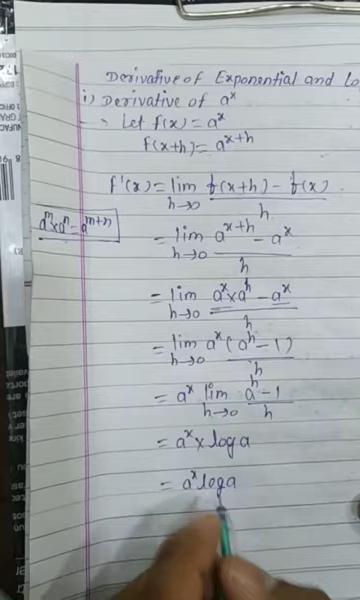 Derivative of Exponential and Lo
i) Derivative of a^x
Let f(x) = a^x
f(x+h) = a^(x+h)
f'(x) = lim h→0 (f(x+h) - f(x))/h
a^m × a^n = a^(m+n)
= lim h→0 (a^(x+h) - a^x)/h
= lim h→0 (a^x × a^h - a^x)/h
= lim h→0 a^x (a^h - 1)/h
= a^x lim h→0 (a^h - 1)/h
= a^x × log a
= a^x log a